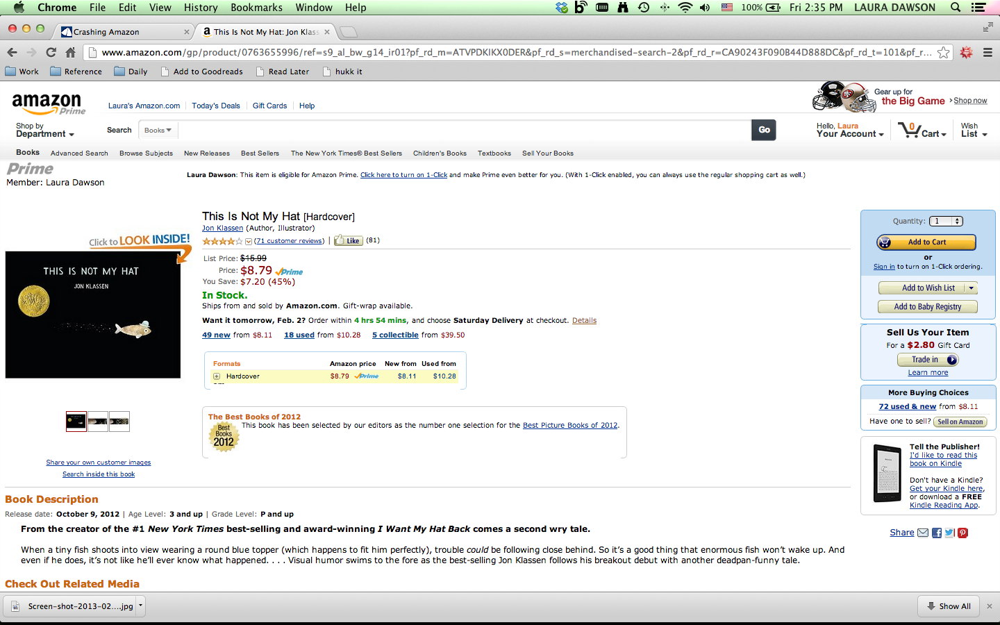 Chrome File Edit View History Bookmarks Window Help 100% Fri 2:35 PM LAURA DAWSON
Crashing Amazon
This Is Not My Hat: Jon Klass
www.amazon.com/gp/product/0763655996/ref=s9_al_bw_g14_ir01?pf_rd_m=ATVPDKIKX0DER&pf_rd_s=merchandised-search-2&pf_rd_r=CA90243F090B44D888DC&pf_rd_t=101&pf_r...
Work Reference Daily Add to Goodreads Read Later hukk it
amazon Prime
Laura's Amazon.com Today's Deals Gift Cards Help
Gear up for
the Big Game Shop now
Shop by
Department
Search Books Go
Hello, Laura
Your Account
0 Cart
Wish
List
Books Advanced Search Browse Subjects New Releases Best Sellers The New York Times® Best Sellers Children's Books Textbooks Sell Your Books
Prime
Member: Laura Dawson
Laura Dawson: This item is eligible for Amazon Prime. Click here to turn on 1-Click and make Prime even better for you. (With 1-Click enabled, you can always use the regular shopping cart as well.)
Click to LOOK INSIDE!
THIS IS NOT MY HAT
JON KLASSEN
Share your own customer images
Search inside this book
This Is Not My Hat [Hardcover]
Jon Klassen (Author, Illustrator)
(71 customer reviews) | Like (81)
List Price: $15.99
Price: $8.79 Prime
You Save: $7.20 (45%)
In Stock.
Ships from and sold by Amazon.com. Gift-wrap available.
Want it tomorrow, Feb. 2? Order within 4 hrs 54 mins, and choose Saturday Delivery at checkout. Details
49 new from $8.11 18 used from $10.28 5 collectible from $39.50
Formats Amazon price New from Used from
Hardcover $8.79 Prime $8.11 $10.28
The Best Books of 2012
Best
Books
2012
This book has been selected by our editors as the number one selection for the Best Picture Books of 2012.
Quantity: 1
Add to Cart
or
Sign in to turn on 1-Click ordering.
Add to Wish List
Add to Baby Registry
Sell Us Your Item
For a $2.80 Gift Card
Trade in
Learn more
More Buying Choices
72 used & new from $8.11
Have one to sell? Sell on Amazon
Tell the Publisher!
I'd like to read this
book on Kindle
Don't have a Kindle?
Get your Kindle here,
or download a FREE
Kindle Reading App.
Share
Book Description
Release date: October 9, 2012 | Age Level: 3 and up | Grade Level: P and up
From the creator of the #1 New York Times best-selling and award-winning I Want My Hat Back comes a second wry tale.
When a tiny fish shoots into view wearing a round blue topper (which happens to fit him perfectly), trouble could be following close behind. So it's a good thing that enormous fish won't wake up. And
even if he does, it's not like he'll ever know what happened. . . . Visual humor swims to the fore as the best-selling Jon Klassen follows his breakout debut with another deadpan-funny tale.
Check Out Related Media
Screen-shot-2013-02....jpg
Show All